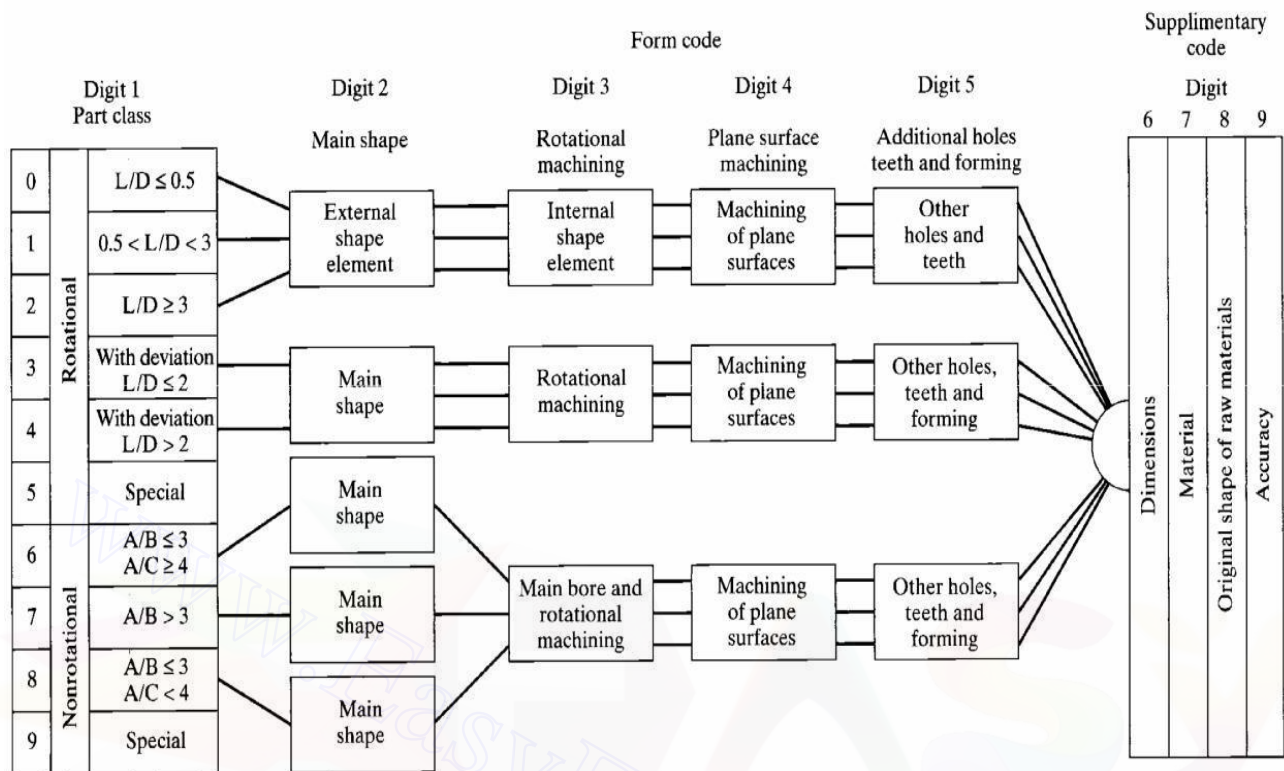 Form code
Supplimentary
code
Digit 1
Part class
Digit 2
Main shape
Digit 3
Rotational
machining
Digit 4
Plane surface
machining
Digit 5
Additional holes
teeth and forming
Digit
6 7 8 9
Rotational
Nonrotational
0 L/D ≤ 0.5
1 0.5 < L/D < 3
2 L/D ≥ 3
3 With deviation
L/D ≤ 2
4 With deviation
L/D > 2
5 Special
6 A/B ≤ 3
A/C ≥ 4
7 A/B > 3
8 A/B ≤ 3
A/C < 4
9 Special
External
shape
element
Internal
shape
element
Machining
of plane
surfaces
Other
holes and
teeth
Main
shape
Rotational
machining
Machining
of plane
surfaces
Other holes,
teeth and
forming
Main
shape
Main
shape
Main
shape
Main bore and
rotational
machining
Machining
of plane
surfaces
Other holes,
teeth and
forming
Dimensions
Material
Original shape of raw materials
Accuracy